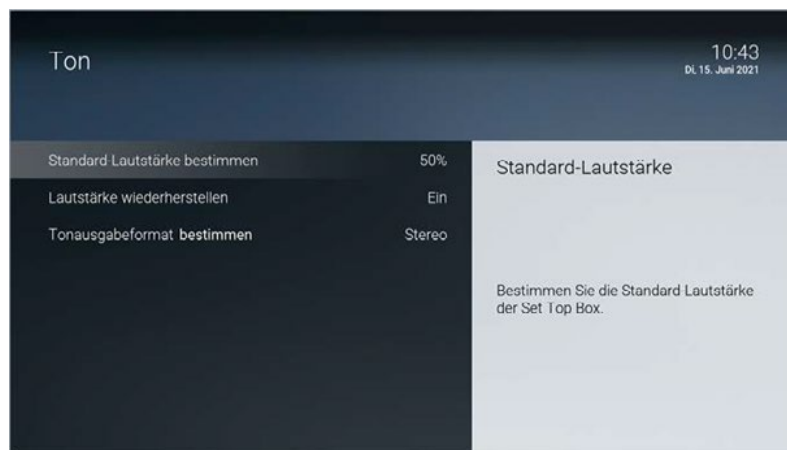 Ton
10:43
Di, 15. Juni 2021
Standard-Lautstärke bestimmen 50%
Lautstärke wiederherstellen Ein
Tonausgabeformat bestimmen Stereo
Standard-Lautstärke
Bestimmen Sie die Standard Lautstärke
der Set Top Box.